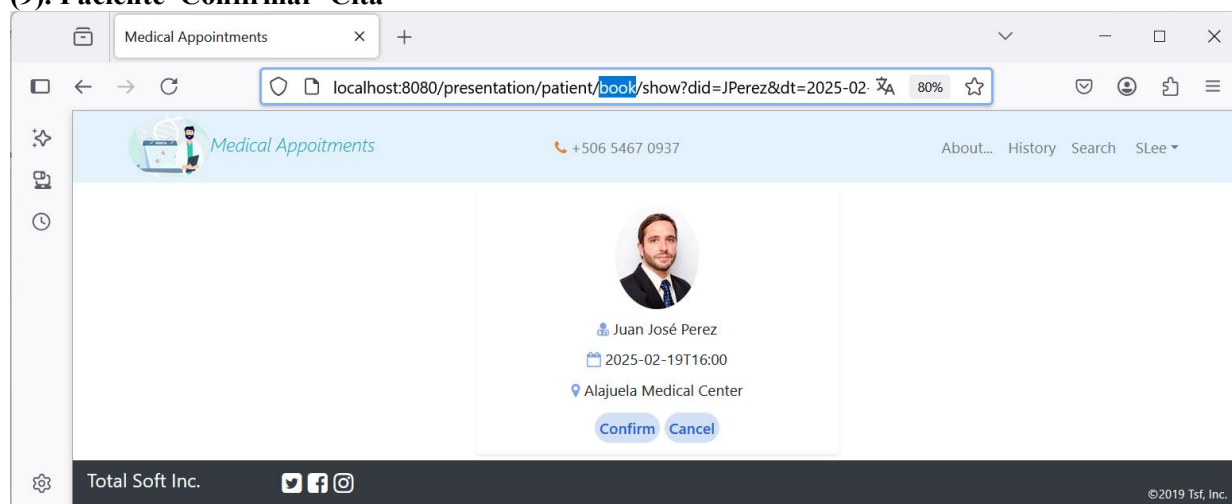 (9). Paciente-Confirmar- Cita
Medical Appointments
localhost:8080/presentation/patient/book/show?did=JPerez&dt=2025-02- 80%
Medical Appoitments +506 5467 0937 About... History Search SLee
Juan José Perez
2025-02-19T16:00
Alajuela Medical Center
Confirm Cancel
Total Soft Inc. ©2019 Tsf, Inc.